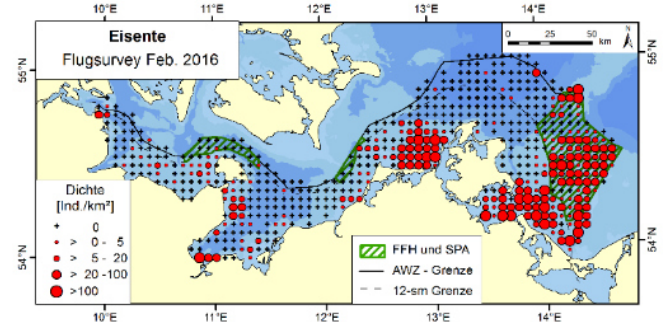 10°E 11°E 12°E 13°E 14°E
Eisente
Flugsurvey Feb. 2016
0 25 50
km
N
55°N
55°N
Dichte
[Ind./km²]
0
> 0 - 5
> 5 - 20
> 20 -100
>100
FFH und SPA
AWZ - Grenze
12-sm Grenze
54°N
54°N
10°E 11°E 12°E 13°E 14°E